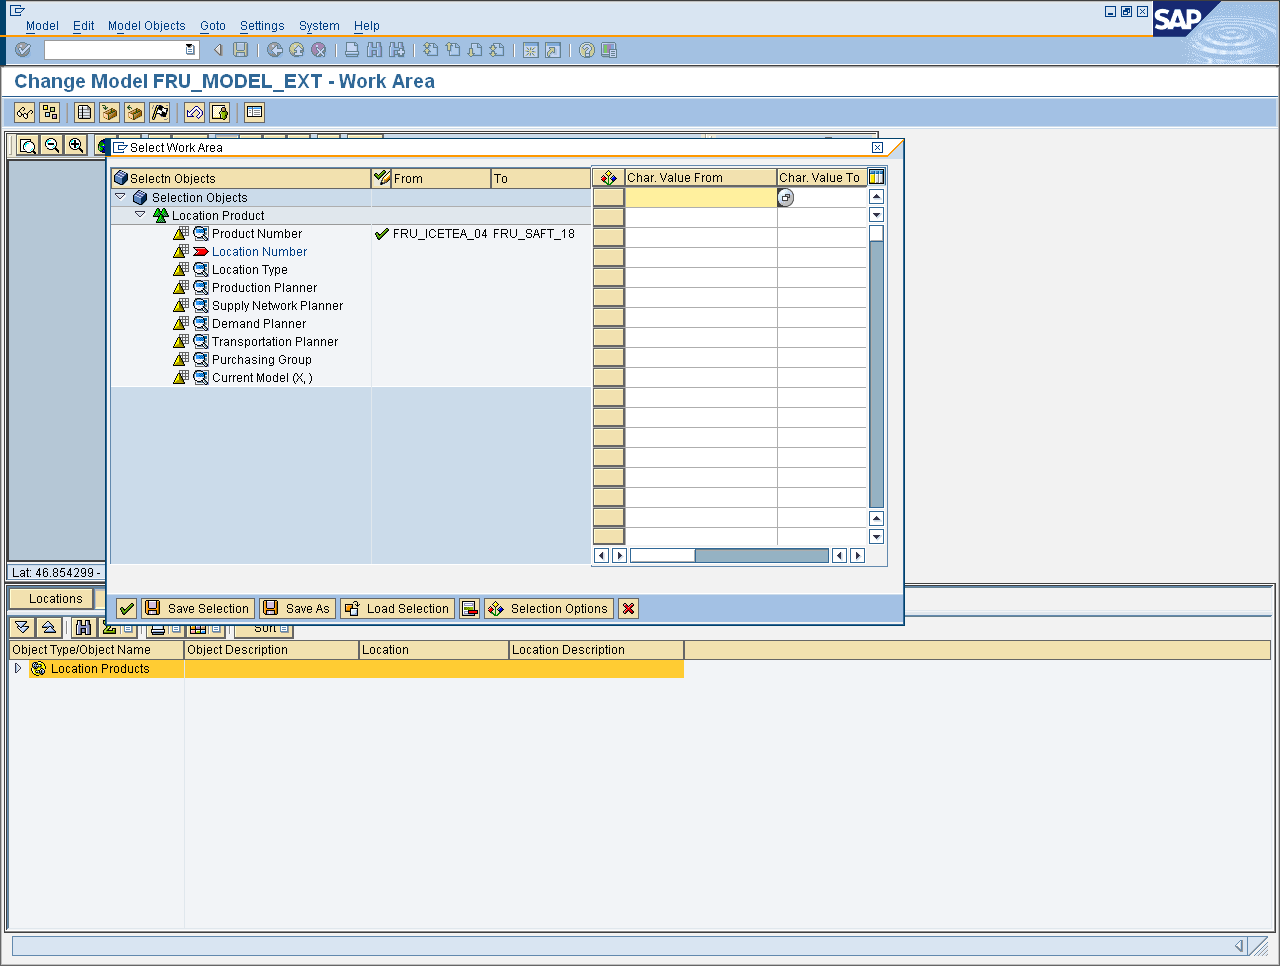 Model Edit Model Objects Goto Settings System Help
SAP
Change Model FRU_MODEL_EXT - Work Area
Select Work Area
Selectn Objects From To
Char. Value From Char. Value To
Selection Objects
Location Product
Product Number FRU_ICETEA_04 FRU_SAFT_18
Location Number
Location Type
Production Planner
Supply Network Planner
Demand Planner
Transportation Planner
Purchasing Group
Current Model (X, )
Lat: 46.854299 -
Locations
Save Selection Save As Load Selection Selection Options
Sort
Object Type/Object Name Object Description Location Location Description
Location Products